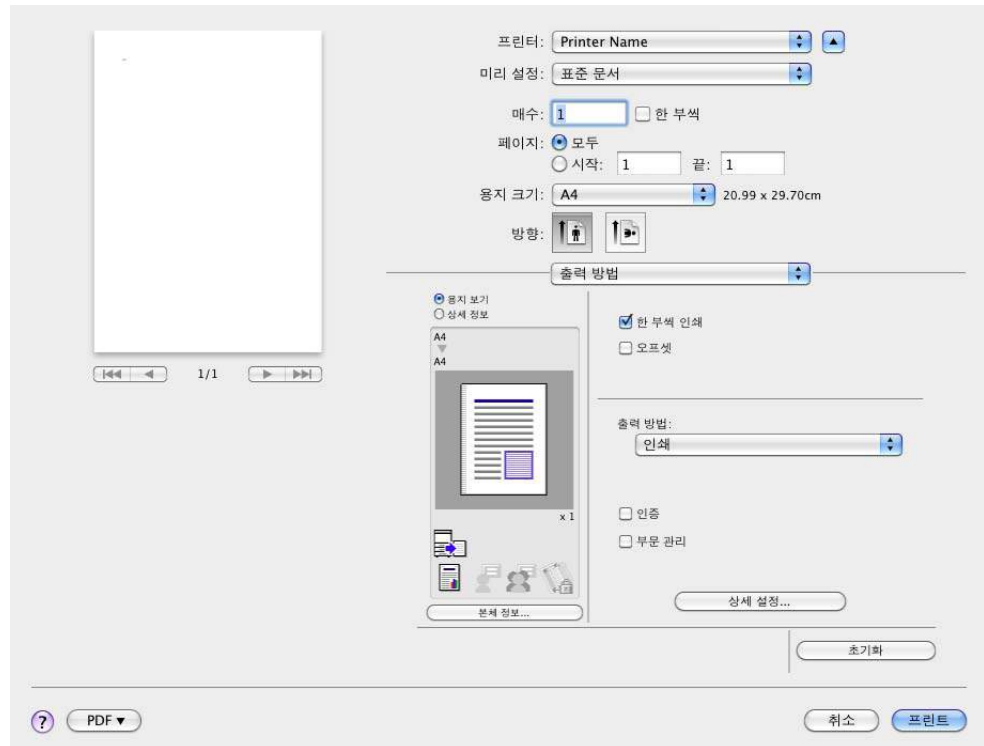 프린터: Printer Name
미리 설정: 표준 문서
매수: 1 한 부씩
페이지: 모두
시작: 1 끝: 1
용지 크기: A4 20.99 x 29.70cm
방향:
출력 방법
1/1
용지 보기
상세 정보
A4
A4
x 1
본체 정보...
한 부씩 인쇄
오프셋
출력 방법:
인쇄
인증
부문 관리
상세 설정...
초기화
? PDF ▼
취소 프린트